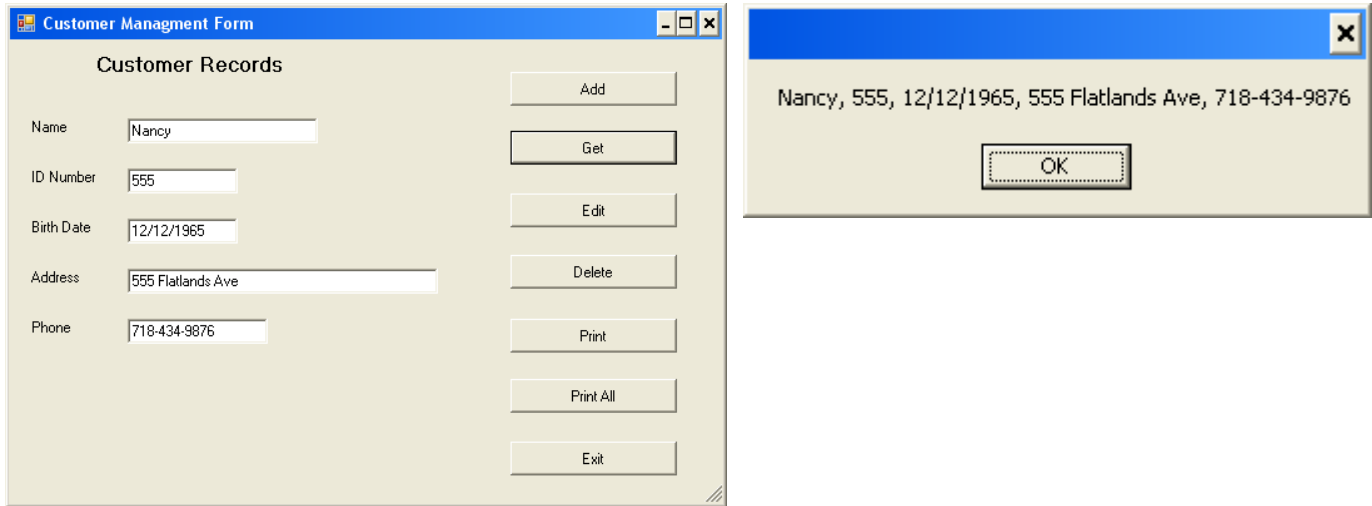 Customer Managment Form
Customer Records
Name Nancy
ID Number 555
Birth Date 12/12/1965
Address 555 Flatlands Ave
Phone 718-434-9876
Add
Get
Edit
Delete
Print
Print All
Exit
Nancy, 555, 12/12/1965, 555 Flatlands Ave, 718-434-9876
OK